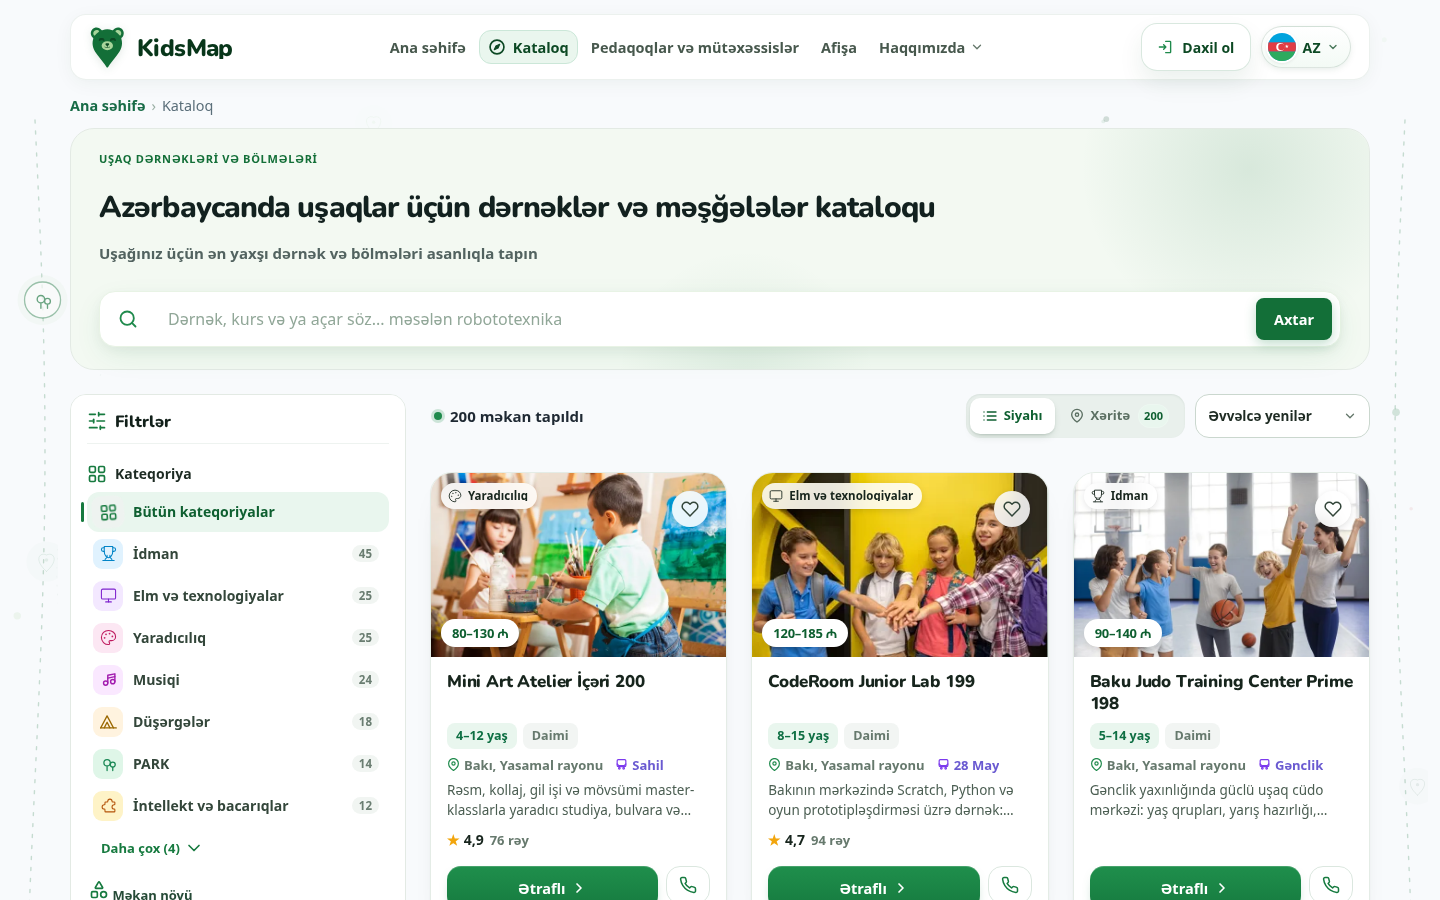 KidsMap
Ana səhifə
Kataloq
Pedaqoqlar və mütəxəssislər
Afişa
Haqqımızda
Daxil ol
AZ
Ana səhifə › Kataloq
UŞAQ DƏRNƏKLƏRİ VƏ BÖLMƏLƏRİ
Azərbaycanda uşaqlar üçün dərnəklər və məşğələlər kataloqu
Uşağınız üçün ən yaxşı dərnək və bölmələri asanlıqla tapın
Dərnək, kurs və ya açar söz... məsələn robototexnika
Axtar
Filtrlər
Kateqoriya
Bütün kateqoriyalar
İdman 45
Elm və texnologiyalar 25
Yaradıcılıq 25
Musiqi 24
Düşərgələr 18
PARK 14
İntellekt və bacarıqlar 12
Daha çox (4)
Məkan növü
200 məkan tapıldı
Siyahı
Xəritə 200
Əvvəlcə yenilər
Yaradıcılıq
80–130 ₼
Mini Art Atelier İçəri 200
4–12 yaş Daimi
Bakı, Yasamal rayonu Sahil
Rəsm, kollaj, gil işi və mövsümi master-
klasslarla yaradıcı studiya, bulvara və...
4,9 76 rəy
Ətraflı
Elm və texnologiyalar
120–185 ₼
CodeRoom Junior Lab 199
8–15 yaş Daimi
Bakı, Yasamal rayonu 28 May
Bakının mərkəzində Scratch, Python və
oyun prototipləşdirməsi üzrə dərnək:...
4,7 94 rəy
Ətraflı
İdman
90–140 ₼
Baku Judo Training Center Prime
198
5–14 yaş Daimi
Bakı, Yasamal rayonu Gənclik
Gənclik yaxınlığında güclü uşaq cüdo
mərkəzi: yaş qrupları, yarış hazırlığı,...
Ətraflı